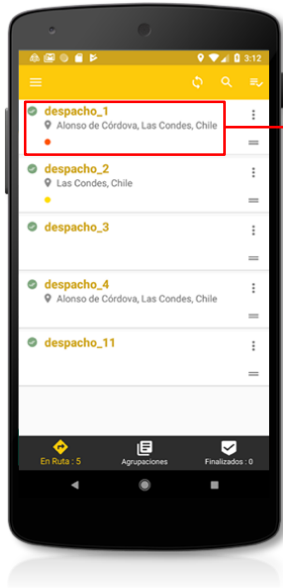 3:12
despacho_1
Alonso de Córdova, Las Condes, Chile
despacho_2
Las Condes, Chile
despacho_3
despacho_4
Alonso de Córdova, Las Condes, Chile
despacho_11
En Ruta : 5 Agrupaciones Finalizados : 0